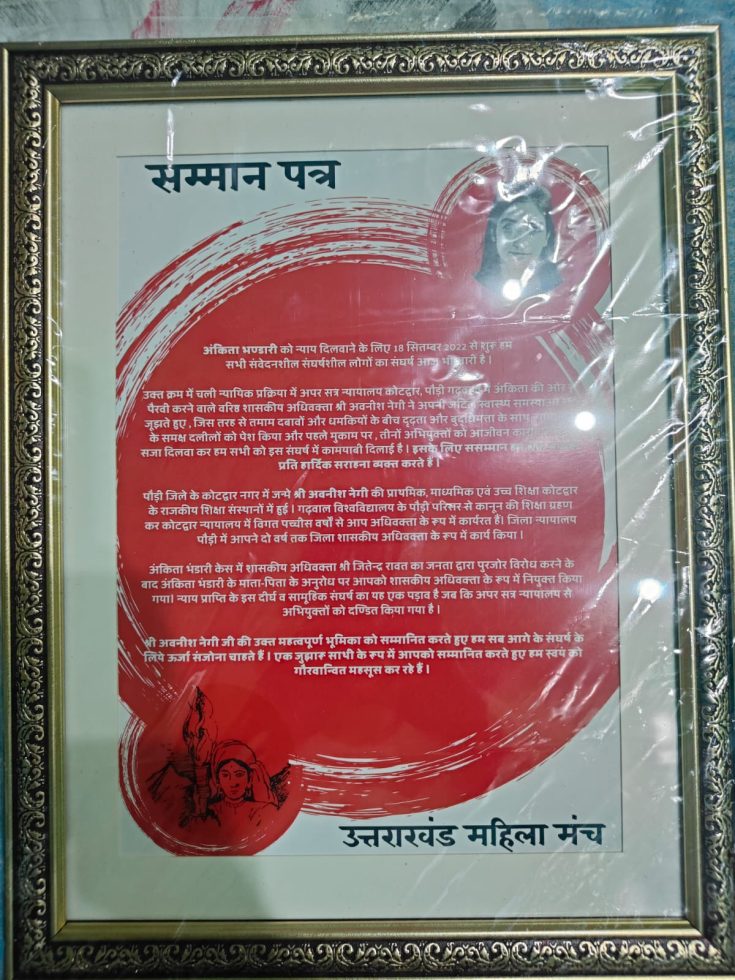 सम्मान पत्र
अंकिता भण्डारी को न्याय दिलवाने के लिए 18 सितम्बर 2022 से शुरू हम
सभी संवेदनशील संघर्षशील लोगों का संघर्ष आज भी जारी है ।
उक्त क्रम में चली न्यायिक प्रक्रिया में अपर सत्र न्यायालय कोटद्वार, पौड़ी गढ़वाल में अंकिता की ओर
पैरवी करने वाले वरिष्ठ शासकीय अधिवक्ता श्री अवनीश नेगी ने अपनी जटिल स्वास्थ्य समस्याओं
जूझते हुए , जिस तरह से तमाम दबावों और धमकियों के बीच दृढ़ता और बुद्धिमत्ता के साथ
के समक्ष दलीलों को पेश किया और पहले मुकाम पर , तीनों अभियुक्तों को आजीवन
सजा दिलवा कर हम सभी को इस संघर्ष में कामयाबी दिलाई है । इसके लिए ससम्मान हम
प्रति हार्दिक सराहना व्यक्त करते हैं ।
पौड़ी जिले के कोटद्वार नगर में जन्मे श्री अवनीश नेगी की प्राथमिक, माध्यमिक एवं उच्च शिक्षा कोटद्वार
के राजकीय शिक्षा संस्थानों में हुई । गढ़वाल विश्वविद्यालय के पौड़ी परिसर से कानून की शिक्षा ग्रहण
कर कोटद्वार न्यायालय में विगत पच्चीस वर्षों से आप अधिवक्ता के रूप में कार्यरत हैं। जिला न्यायालय
पौड़ी में आपने दो वर्ष तक जिला शासकीय अधिवक्ता के रूप में कार्य किया ।
अंकिता भंडारी केस में शासकीय अधिवक्ता श्री जितेन्द्र रावत का जनता द्वारा पुरजोर विरोध करने के
बाद अंकिता भंडारी के माता-पिता के अनुरोध पर आपको शासकीय अधिवक्ता के रूप में नियुक्त किया
गया। न्याय प्राप्ति के इस दीर्घ व सामूहिक संघर्ष का यह एक पड़ाव है जब कि अपर सत्र न्यायालय से
अभियुक्तों को दण्डित किया गया है ।
श्री अवनीश नेगी जी की उक्त महत्वपूर्ण भूमिका को सम्मानित करते हुए हम सब आगे के संघर्ष के
लिये ऊर्जा संजोना चाहते हैं । एक जुझारू साथी के रूप में आपको सम्मानित करते हुए हम स्वयं को
गौरवान्वित महसूस कर रहे हैं ।
उत्तराखंड महिला मंच